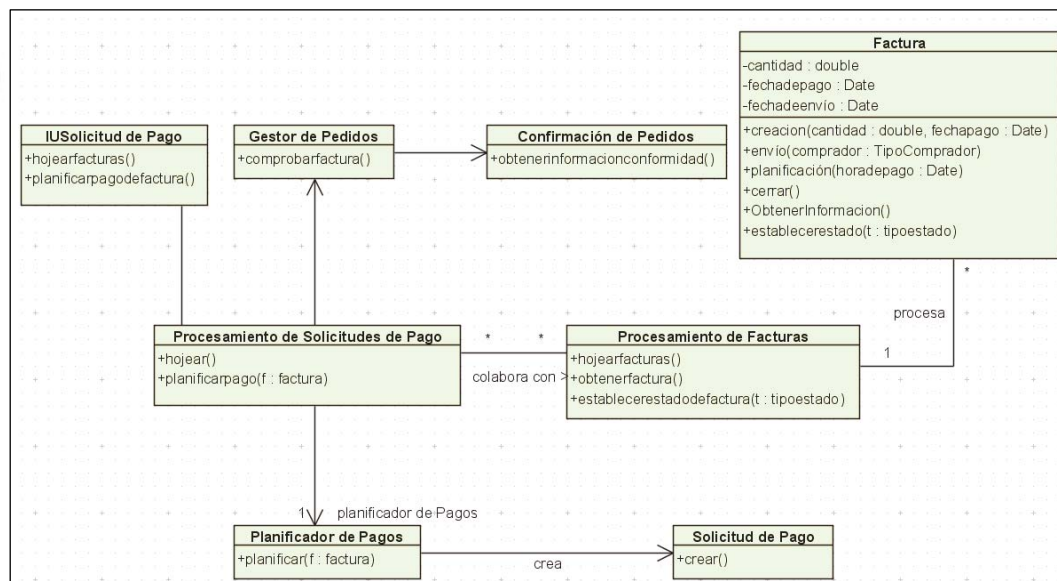 Factura
-cantidad : double
-fechadepago : Date
-fechadeenvío : Date
+creacion(cantidad : double, fechapago : Date)
+envío(comprador : TipoComprador)
+planificación(horadepago : Date)
+cerrar()
+ObtenerInformacion()
+establecerestado(t : tipoestado)
IUSolicitud de Pago
+hojearfacturas()
+planificarpagodefactura()
Gestor de Pedidos
+comprobarfactura()
Confirmación de Pedidos
+obtenerinformacionconformidad()
*
procesa
1
Procesamiento de Solicitudes de Pago
+hojear()
+planificarpago(f : factura)
* *
colabora con >
Procesamiento de Facturas
+hojearfacturas()
+obtenerfactura()
+establecerestadodefactura(t : tipoestado)
1 planificador de Pagos
Planificador de Pagos
+planificar(f : factura)
crea
Solicitud de Pago
+crear()